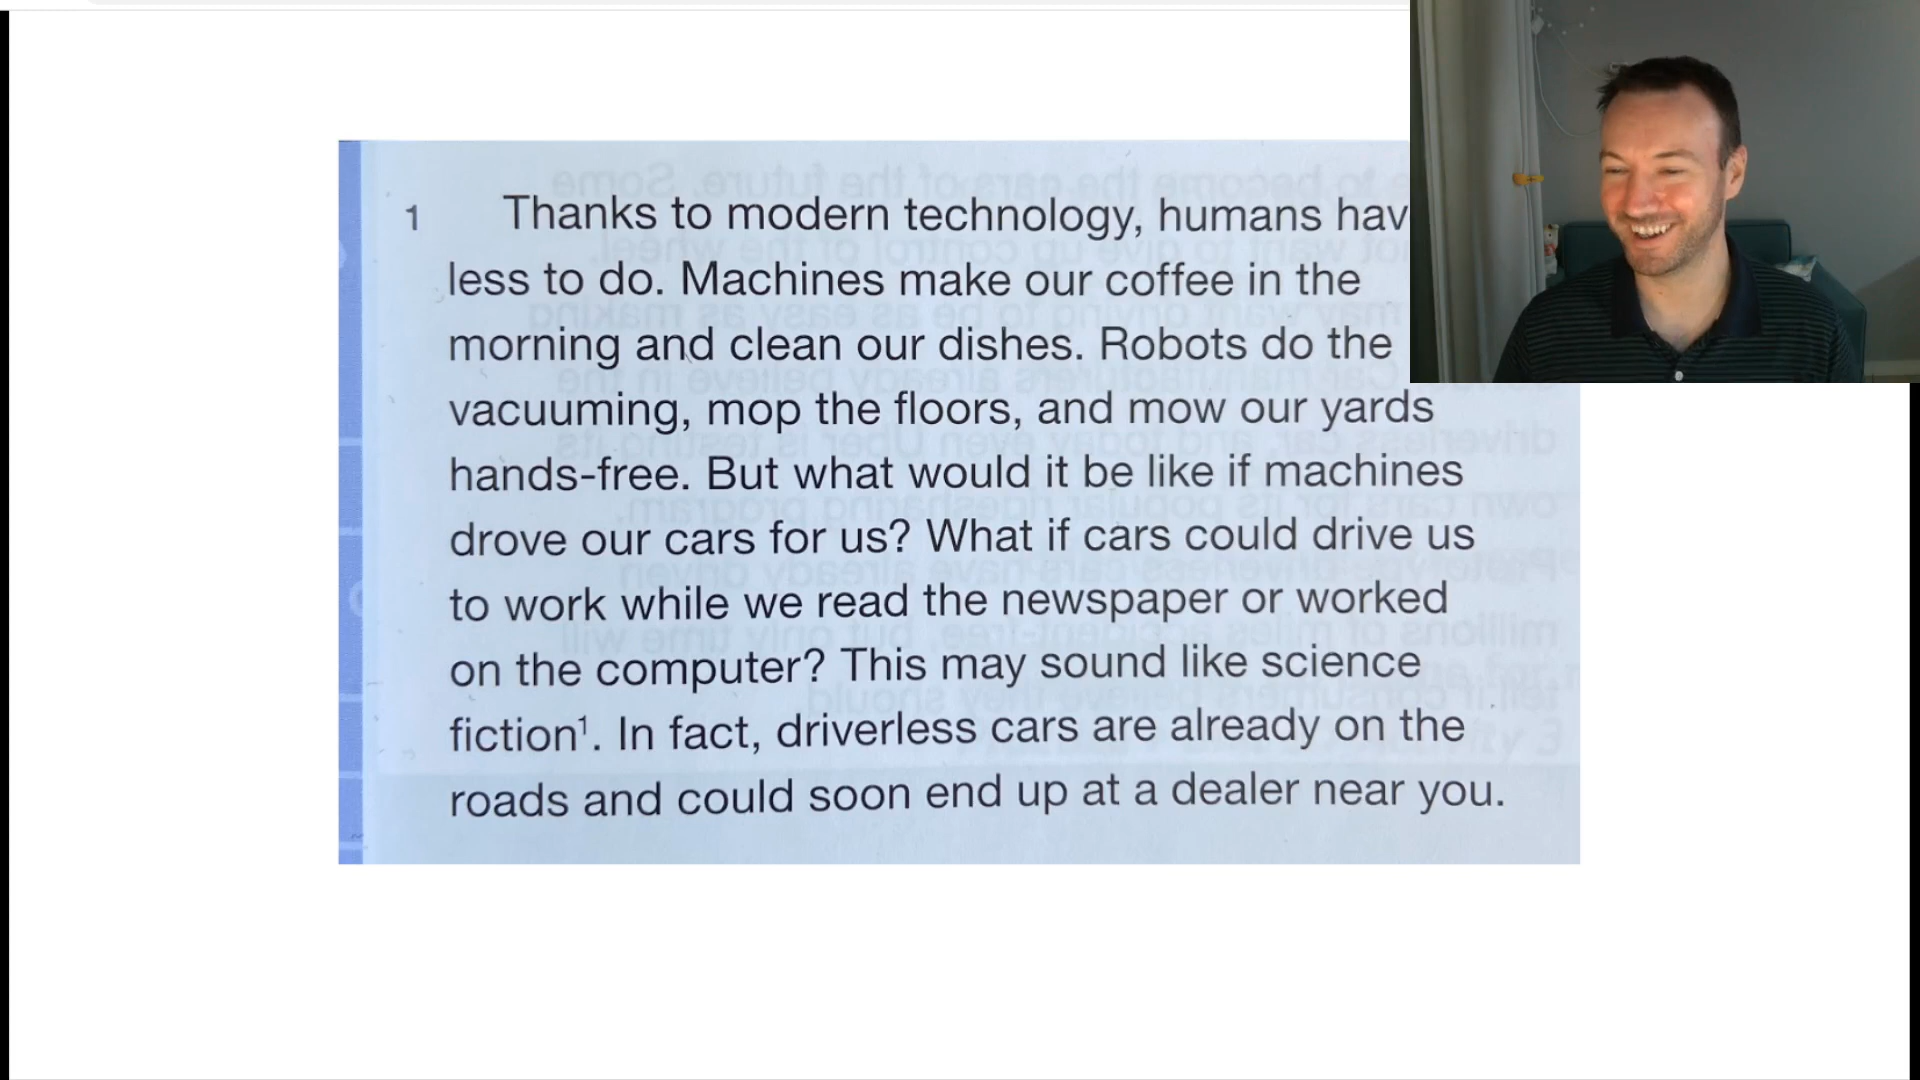 1 Thanks to modern technology, humans hav
less to do. Machines make our coffee in the
morning and clean our dishes. Robots do the
vacuuming, mop the floors, and mow our yards
hands-free. But what would it be like if machines
drove our cars for us? What if cars could drive us
to work while we read the newspaper or worked
on the computer? This may sound like science
fiction¹. In fact, driverless cars are already on the
roads and could soon end up at a dealer near you.